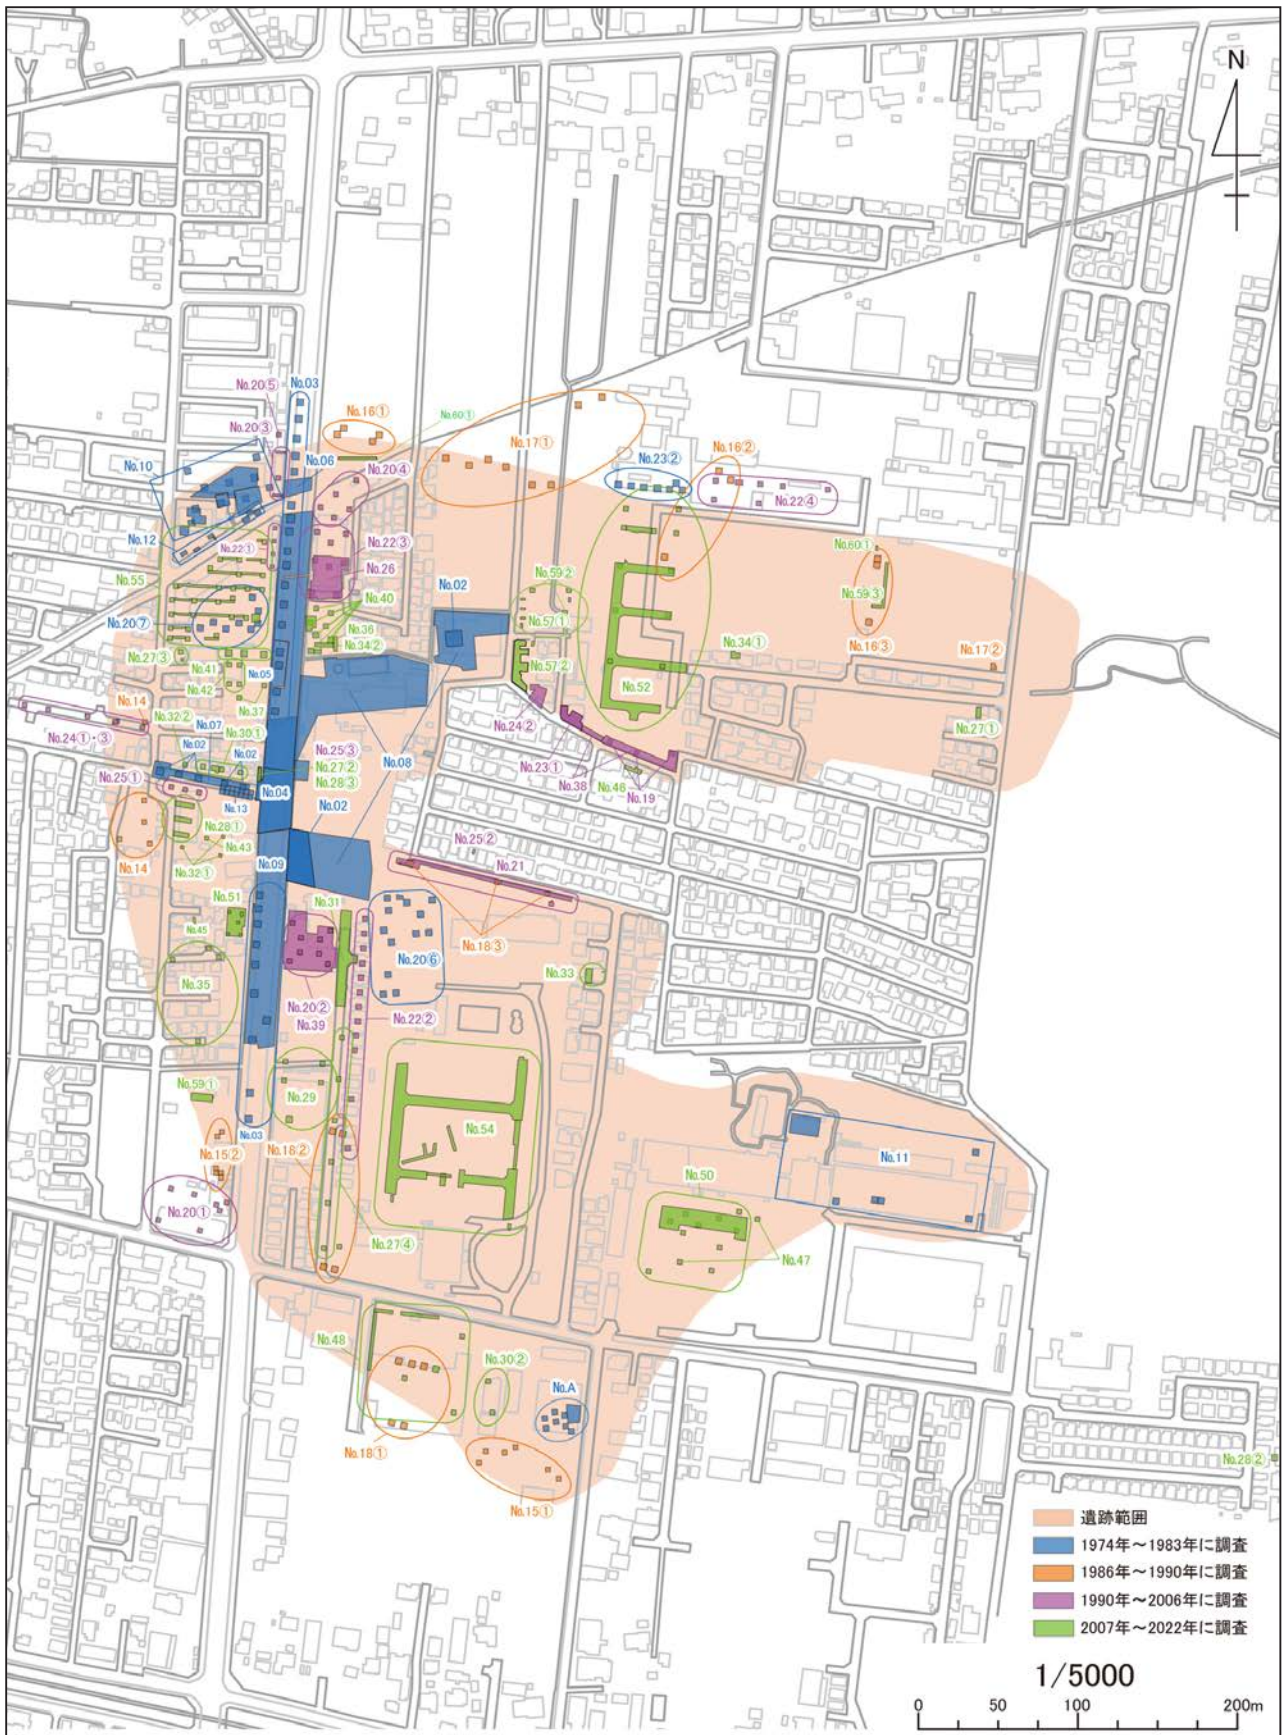 N
No.20⑤
No.03
No.16①
No.60①
No.20③
No.17①
No.10
No.06
No.20④
No.23②
No.16②
No.22④
No.12
No.22①
No.22③
No.60①
No.55
No.26
No.59②
No.59③
No.02
No.40
No.57①
No.20⑦
No.36
No.34②
No.34①
No.16③
No.27③
No.41
No.05
No.57②
No.17②
No.42
No.37
No.52
No.14
No.32②
No.07
No.30①
No.24②
No.27①
No.24①・③
No.02
No.02
No.25③
No.27②
No.28③
No.08
No.23①
No.38
No.46
No.19
No.25①
No.13
No.04
No.02
No.28①
No.43
No.14
No.32①
No.09
No.25②
No.21
No.51
No.31
No.45
No.18③
No.20⑥
No.33
No.35
No.20②
No.39
No.22②
No.59①
No.29
No.03
No.18②
No.54
No.11
No.15②
No.50
No.20①
No.27④
No.47
No.48
No.30②
No.A
No.18①
No.28②
No.15①
遺跡範囲
1974年～1983年に調査
1986年～1990年に調査
1990年～2006年に調査
2007年～2022年に調査
1/5000
0 50 100 200m